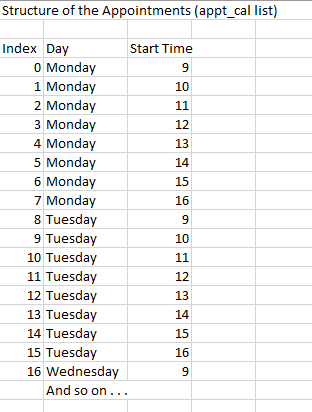 Structure of the Appointments (appt_cal list)
Index Day Start Time
0 Monday 9
1 Monday 10
2 Monday 11
3 Monday 12
4 Monday 13
5 Monday 14
6 Monday 15
7 Monday 16
8 Tuesday 9
9 Tuesday 10
10 Tuesday 11
11 Tuesday 12
12 Tuesday 13
13 Tuesday 14
14 Tuesday 15
15 Tuesday 16
16 Wednesday 9
And so on . . .